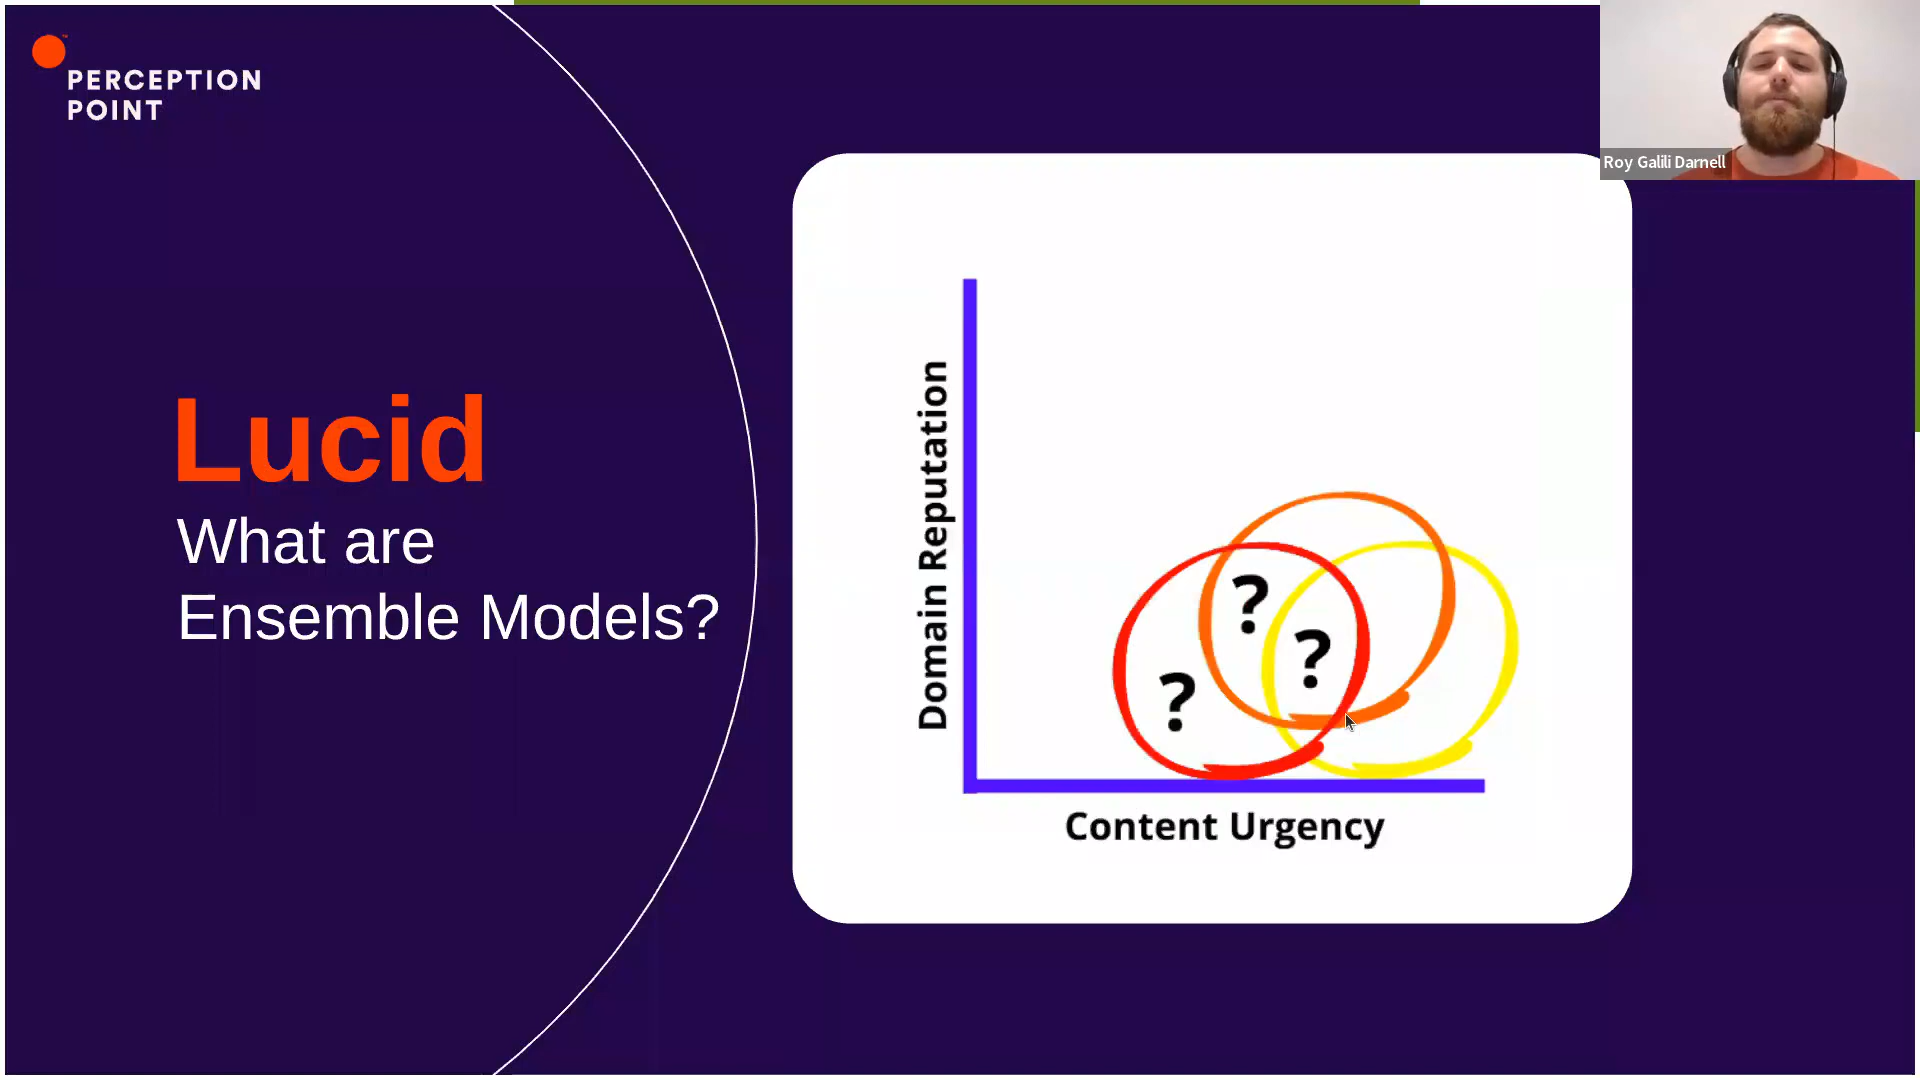 PERCEPTION
POINT
Roy Galili Darnell
Lucid
What are
Ensemble Models?
Domain Reputation
?
?
?
Content Urgency